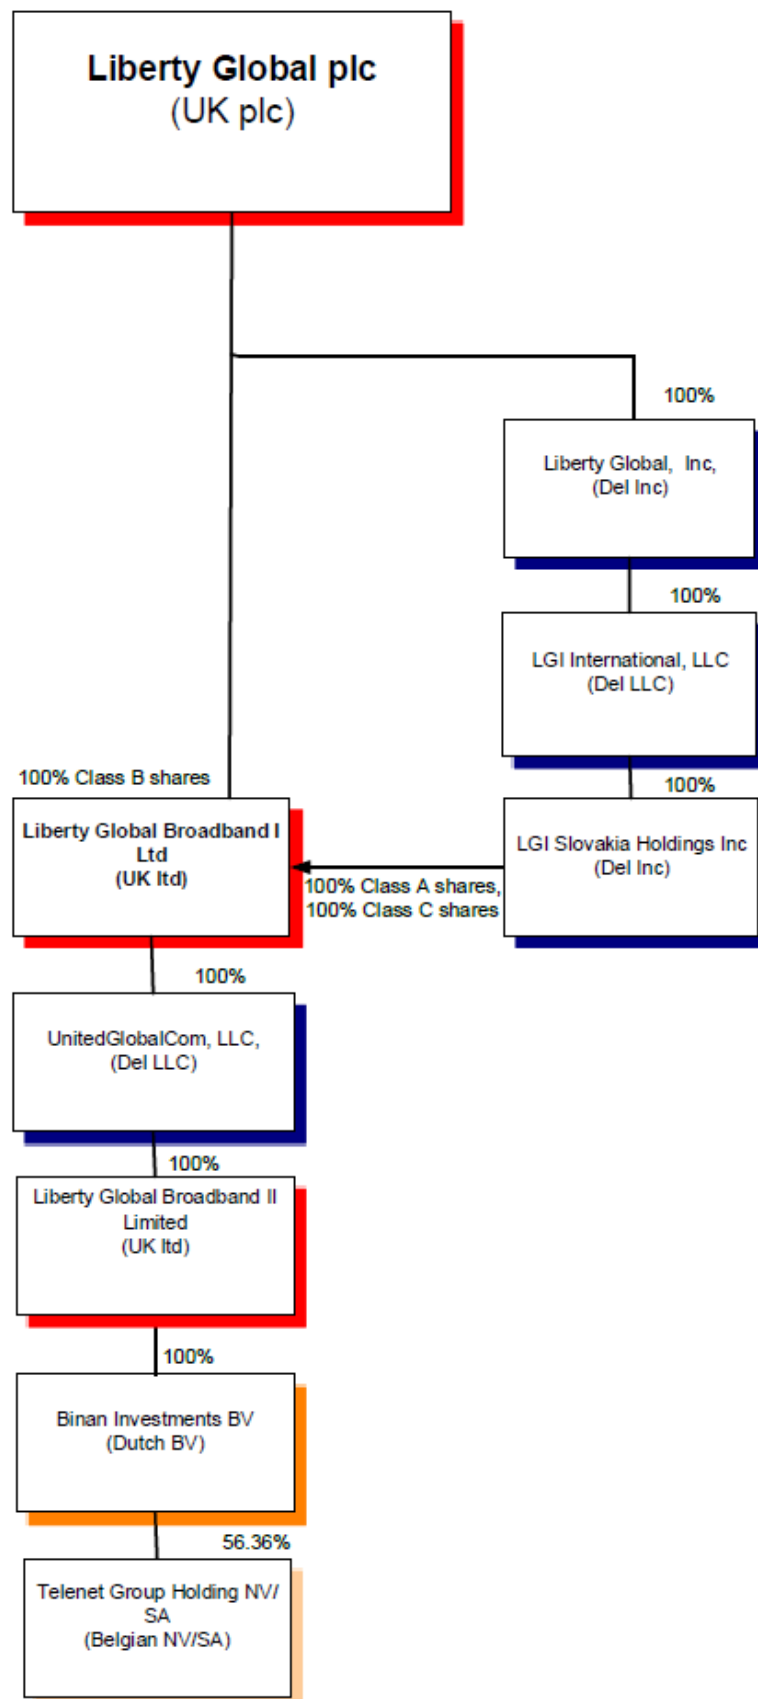 Liberty Global plc
(UK plc)
100%
Liberty Global,  Inc,
(Del Inc)
100%
LGI International, LLC
(Del LLC)
100%
LGI Slovakia Holdings Inc
(Del Inc)
100% Class B shares
Liberty Global Broadband I
Ltd
(UK ltd)
100% Class A shares,
100% Class C shares
100%
UnitedGlobalCom, LLC,
(Del LLC)
100%
Liberty Global Broadband II
Limited
(UK ltd)
100%
Binan Investments BV
(Dutch BV)
56.36%
Telenet Group Holding NV/
SA
(Belgian NV/SA)